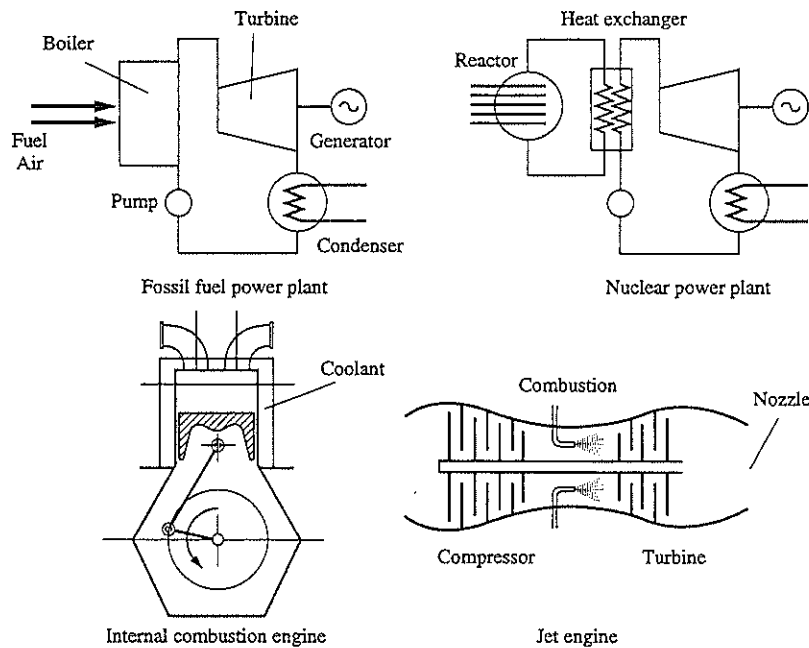 Turbine
Boiler
Fuel
Air
Generator
Pump
Condenser
Fossil fuel power plant
Heat exchanger
Reactor
Nuclear power plant
Coolant
Internal combustion engine
Combustion
Nozzle
Compressor
Turbine
Jet engine